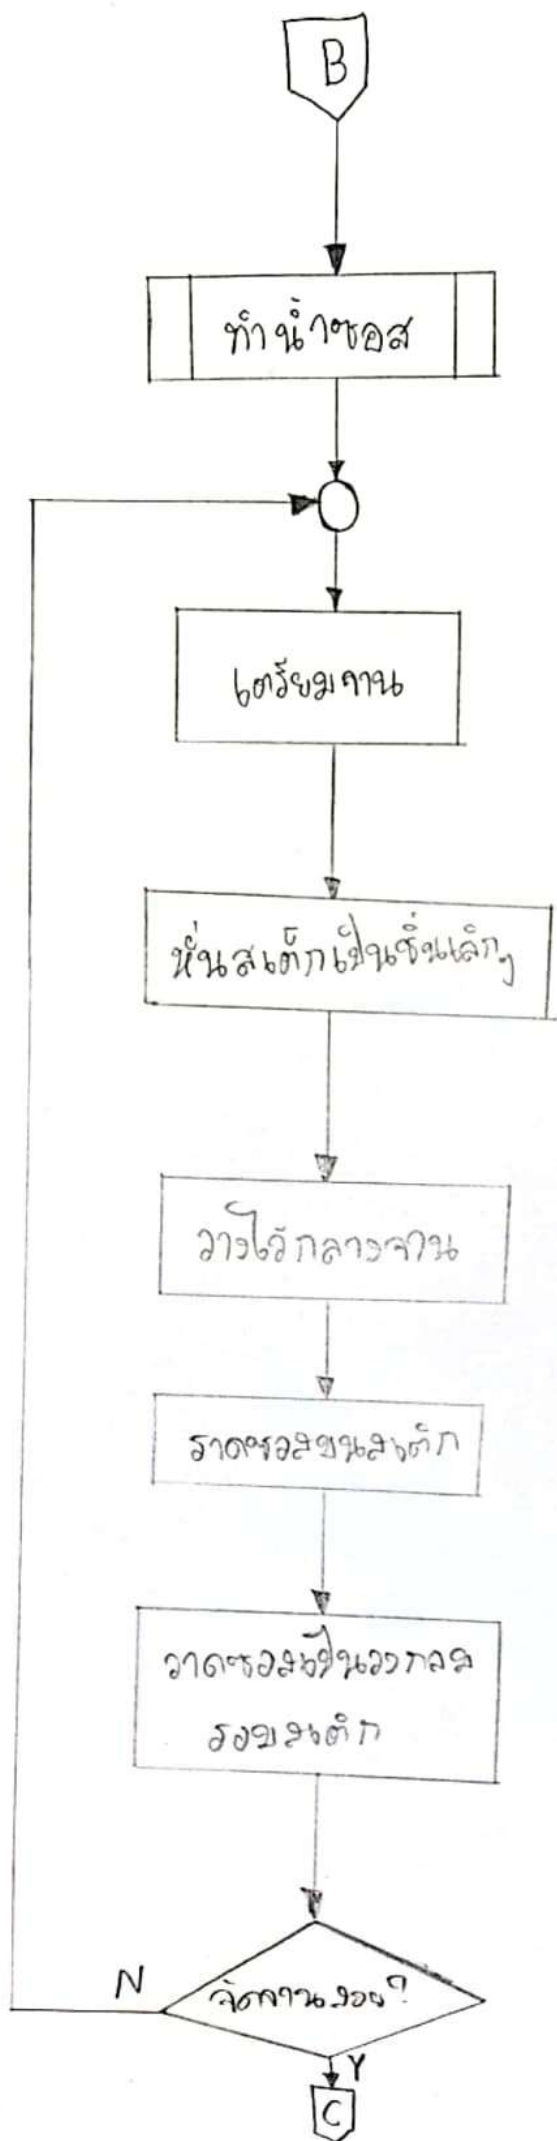 B
ทำน้ำซอส
เตรียมจาน
หั่นสเต็กเป็นชิ้นเล็กๆ
วางไว้กลางจาน
ราดซอสบนสเต็ก
วาดซอสเป็นวงกลม
รอบสเต็ก
N
จัดจานสวย?
Y
C